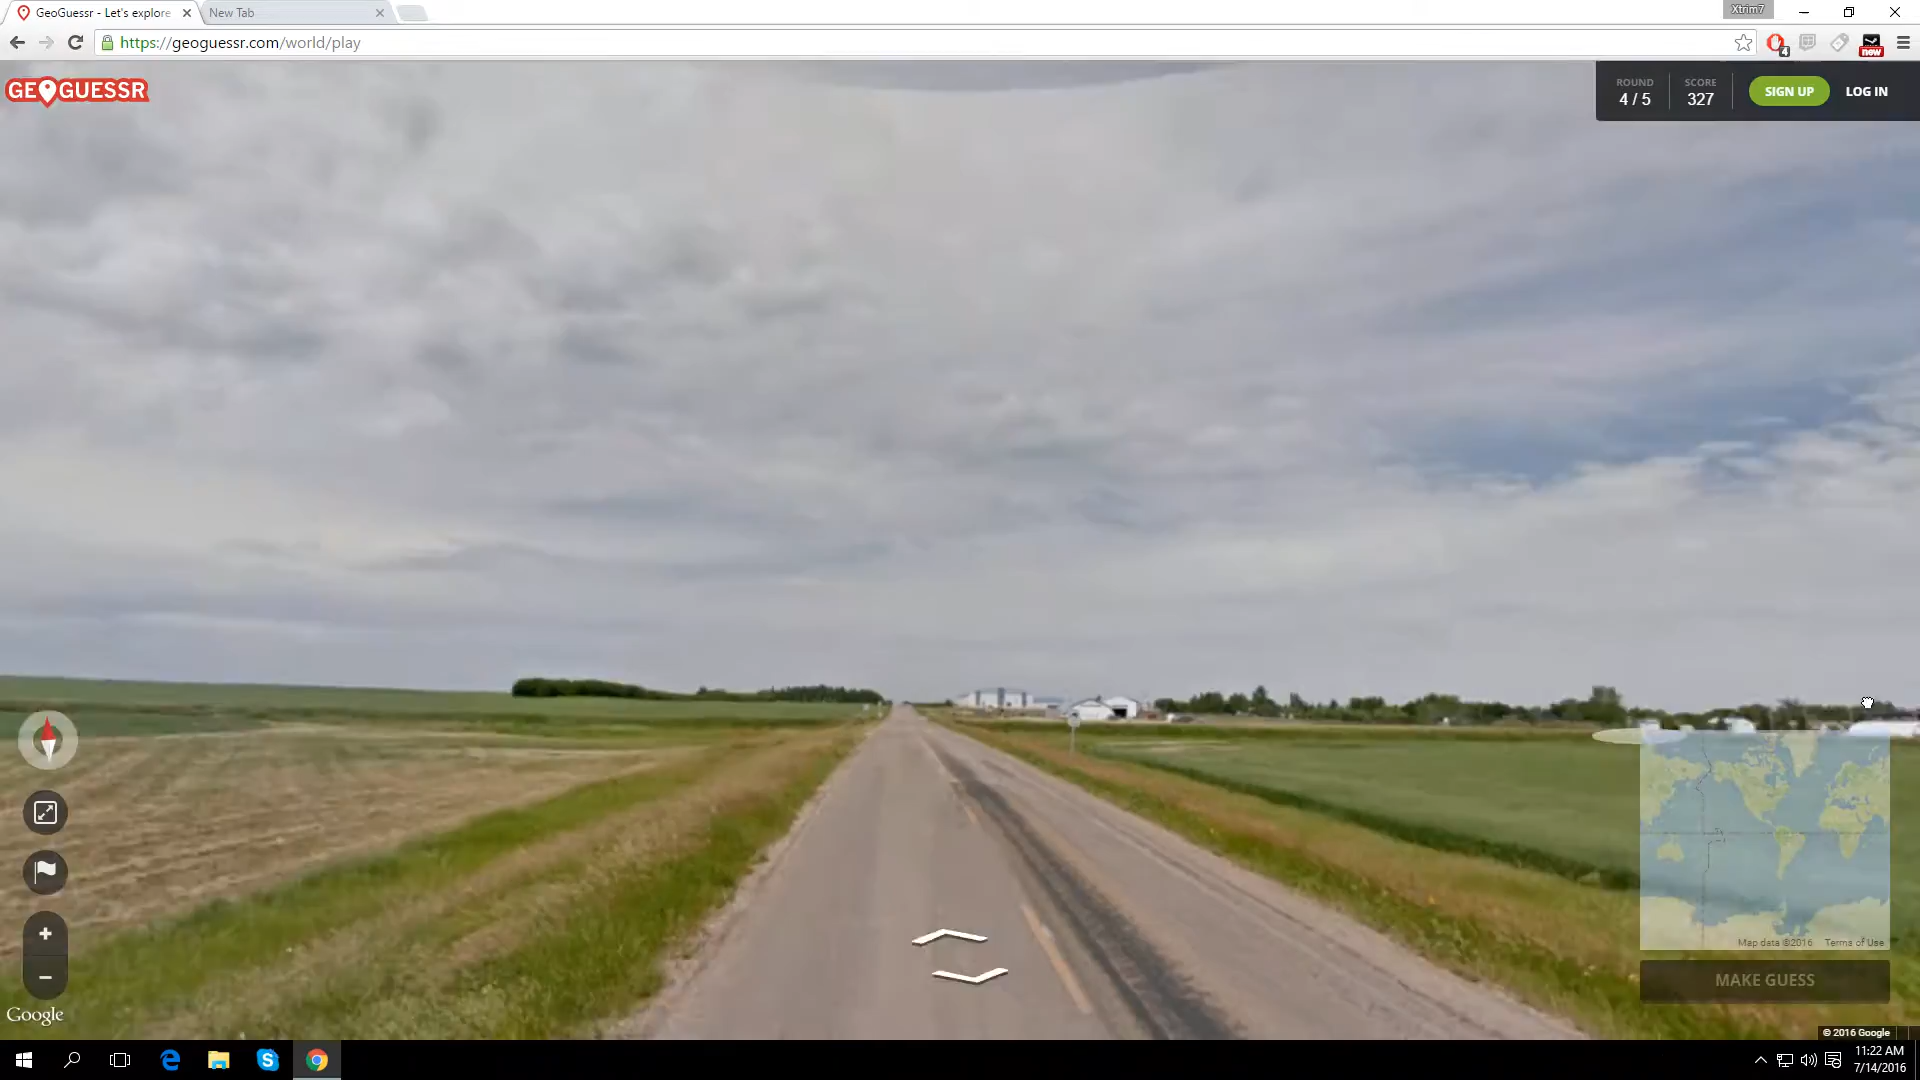 GeoGuessr - Let's explore
New Tab
Xtrim7
https://geoguessr.com/world/play
4
new
GEOGUESSR
ROUND
4 / 5
SCORE
327
SIGN UP
LOG IN
Map data ©2016
Terms of Use
MAKE GUESS
Google
© 2016 Google
11:22 AM
7/14/2016